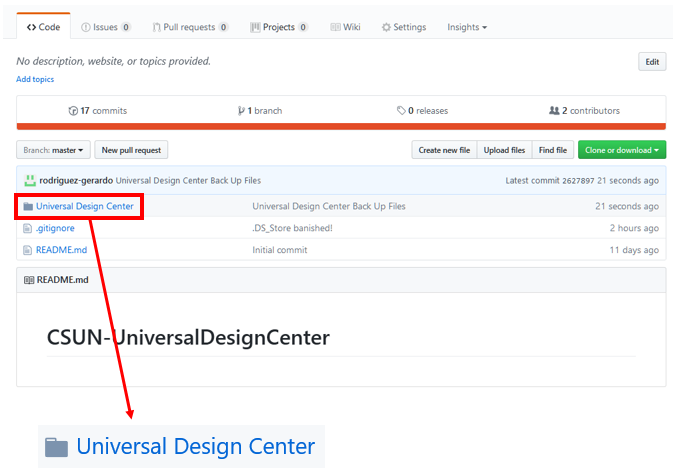 Code Issues 0 Pull requests 0 Projects 0 Wiki Settings Insights
No description, website, or topics provided. Edit
Add topics
17 commits 1 branch 0 releases 2 contributors
Branch: master New pull request Create new file Upload files Find file Clone or download
rodriguez-gerardo Universal Design Center Back Up Files Latest commit 2627897 21 seconds ago
Universal Design Center Universal Design Center Back Up Files 21 seconds ago
.gitignore .DS_Store banished! 2 hours ago
README.md Initial commit 11 days ago
README.md
CSUN-UniversalDesignCenter
Universal Design Center